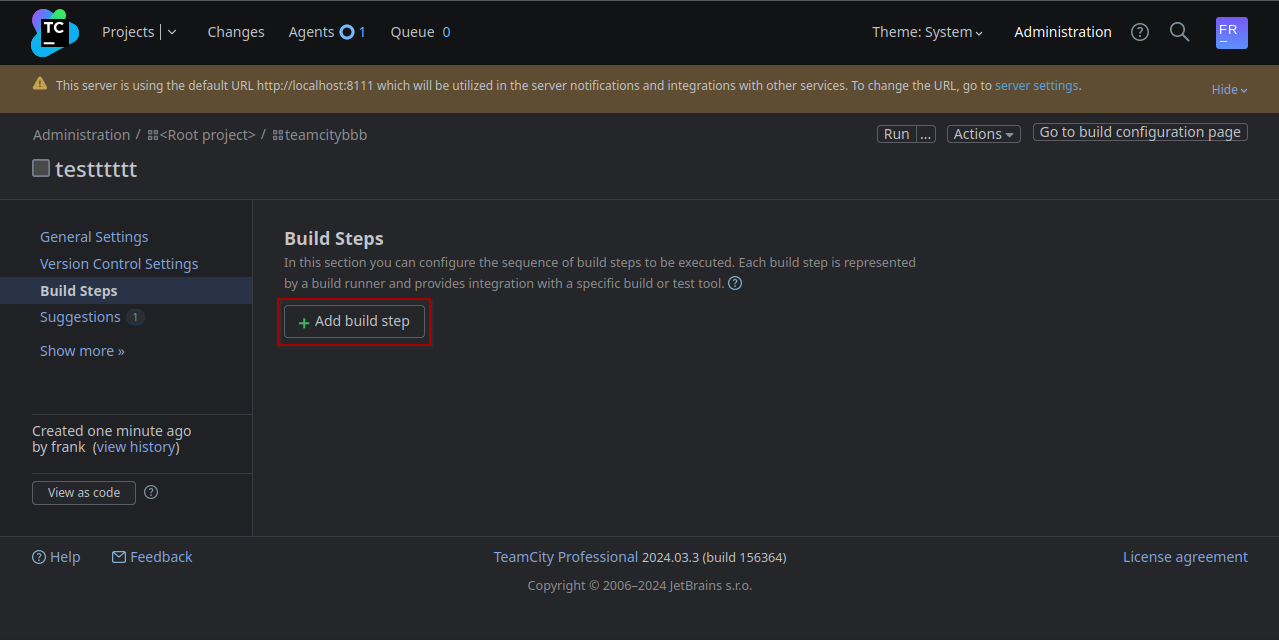 TC Projects Changes Agents 1 Queue 0 Theme: System Administration ? FR
This server is using the default URL http://localhost:8111 which will be utilized in the server notifications and integrations with other services. To change the URL, go to server settings. Hide
Administration / <Root project> / teamcitybbb Run ... Actions Go to build configuration page
testttttt
General Settings
Version Control Settings
Build Steps
Suggestions 1
Show more »
Created one minute ago
by frank (view history)
View as code ?
Build Steps
In this section you can configure the sequence of build steps to be executed. Each build step is represented
by a build runner and provides integration with a specific build or test tool. ?
+ Add build step
? Help Feedback TeamCity Professional 2024.03.3 (build 156364) License agreement
Copyright © 2006–2024 JetBrains s.r.o.